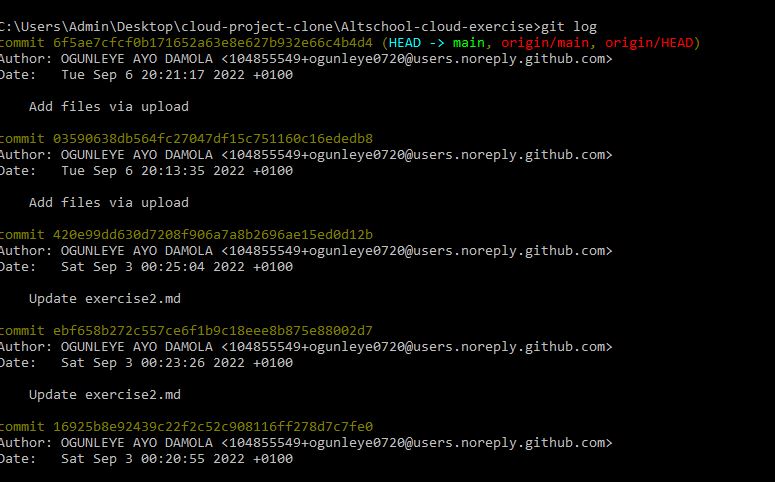 C:\Users\Admin\Desktop\cloud-project-clone\Altschool-cloud-exercise>git log
commit 6f5ae7cfcf0b171652a63e8e627b932e66c4b4d4 (HEAD -> main, origin/main, origin/HEAD)
Author: OGUNLEYE AYO DAMOLA <104855549+ogunleye0720@users.noreply.github.com>
Date:   Tue Sep 6 20:21:17 2022 +0100
    Add files via upload
commit 03590638db564fc27047df15c751160c16ededb8
Author: OGUNLEYE AYO DAMOLA <104855549+ogunleye0720@users.noreply.github.com>
Date:   Tue Sep 6 20:13:35 2022 +0100
    Add files via upload
commit 420e99dd630d7208f906a7a8b2696ae15ed0d12b
Author: OGUNLEYE AYO DAMOLA <104855549+ogunleye0720@users.noreply.github.com>
Date:   Sat Sep 3 00:25:04 2022 +0100
    Update exercise2.md
commit ebf658b272c557ce6f1b9c18eee8b875e88002d7
Author: OGUNLEYE AYO DAMOLA <104855549+ogunleye0720@users.noreply.github.com>
Date:   Sat Sep 3 00:23:26 2022 +0100
    Update exercise2.md
commit 16925b8e92439c22f2c52c908116ff278d7c7fe0
Author: OGUNLEYE AYO DAMOLA <104855549+ogunleye0720@users.noreply.github.com>
Date:   Sat Sep 3 00:20:55 2022 +0100